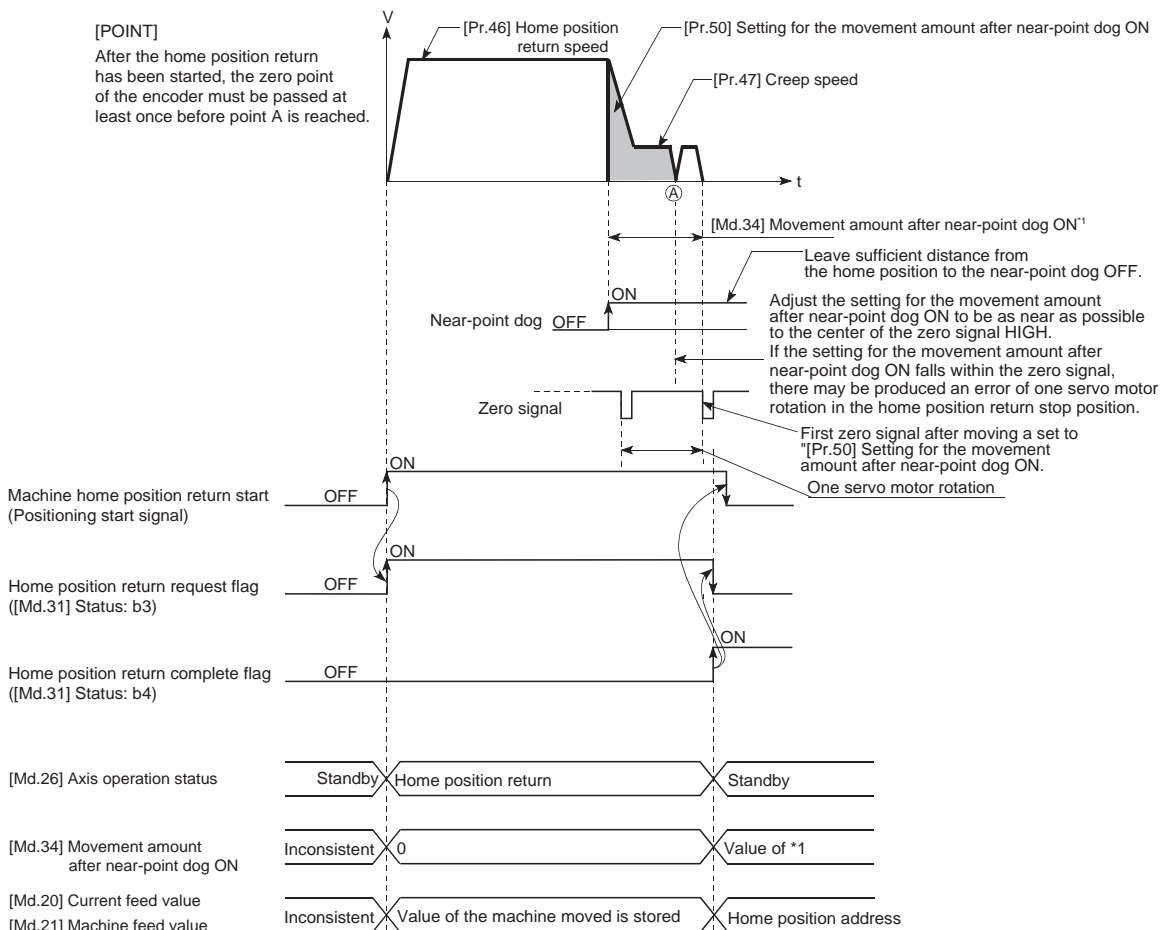 [POINT]
After the home position return
has been started, the zero point
of the encoder must be passed at
least once before point A is reached.
V
[Pr.46] Home position
return speed
[Pr.50] Setting for the movement amount after near-point dog ON
[Pr.47] Creep speed
t
A
[Md.34] Movement amount after near-point dog ON*1
Leave sufficient distance from
the home position to the near-point dog OFF.
ON
Near-point dog OFF
Adjust the setting for the movement amount
after near-point dog ON to be as near as possible
to the center of the zero signal HIGH.
If the setting for the movement amount after
near-point dog ON falls within the zero signal,
there may be produced an error of one servo motor
rotation in the home position return stop position.
Zero signal
First zero signal after moving a set to
"[Pr.50] Setting for the movement
amount after near-point dog ON.
One servo motor rotation
ON
Machine home position return start
(Positioning start signal)
OFF
ON
Home position return request flag
([Md.31] Status: b3)
OFF
ON
Home position return complete flag
([Md.31] Status: b4)
OFF
[Md.26] Axis operation status
Standby
Home position return
Standby
[Md.34] Movement amount
after near-point dog ON
Inconsistent
0
Value of *1
[Md.20] Current feed value
[Md.21] Machine feed value
Inconsistent
Value of the machine moved is stored
Home position address